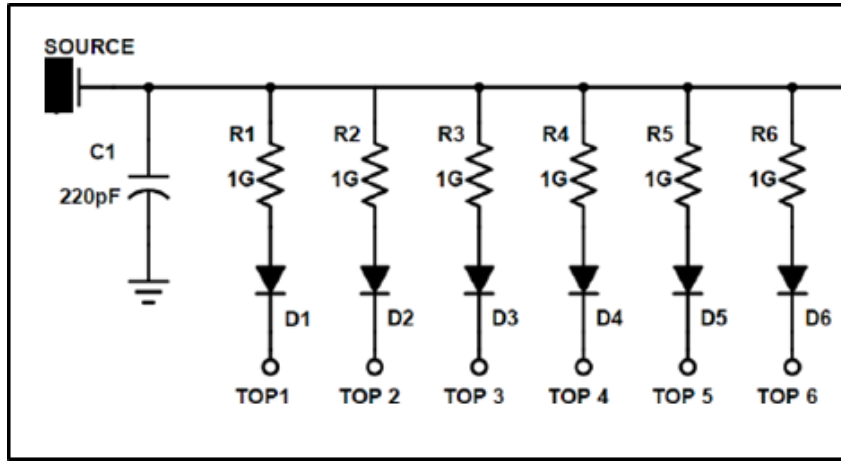 SOURCE
C1
220pF
R1 R2 R3 R4 R5 R6
1G 1G 1G 1G 1G 1G
D1 D2 D3 D4 D5 D6
TOP1 TOP 2 TOP 3 TOP 4 TOP 5 TOP 6